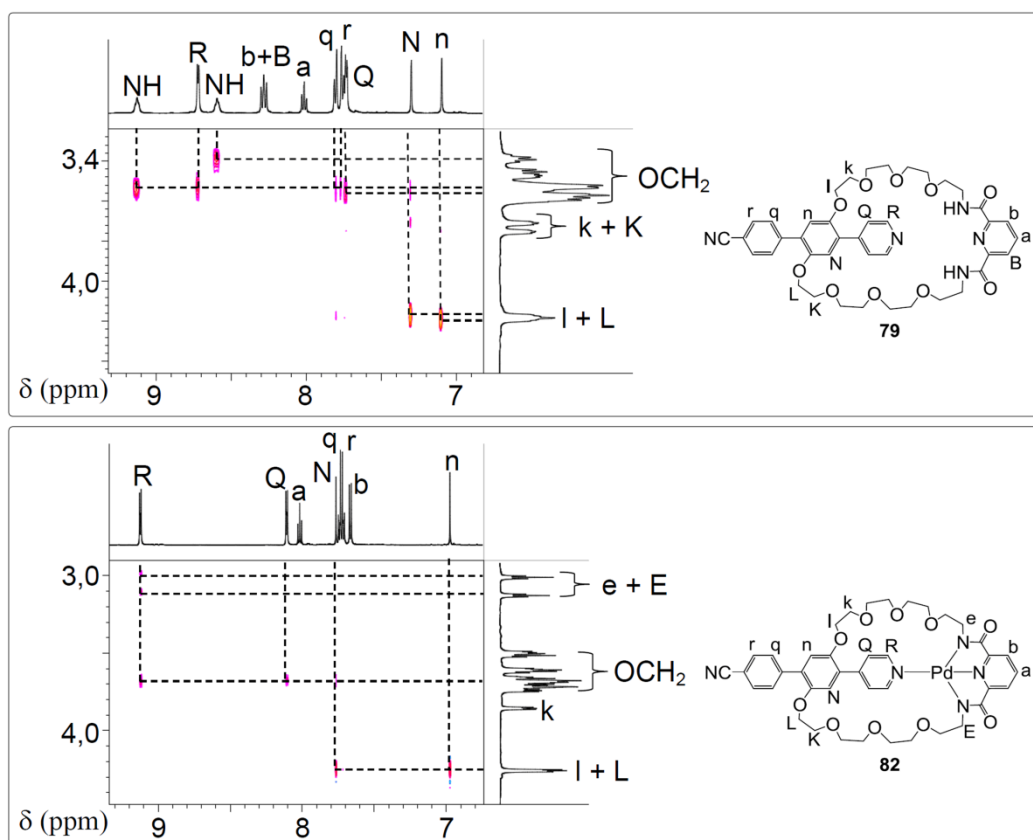 NH R NH b+B a q r Q N n
3,4
4,0
δ (ppm) 9 8 7
OCH2
k + K
l + L
k O O O
l O HN O
r q n Q R b
NC N N N a
O N HN B
L O O O O
K
79
R Q a N q r b n
3,0
4,0
δ (ppm) 9 8 7
e + E
OCH2
k
l + L
k O O O e
l O N O
r q n Q R b
NC N N Pd N a
O N O
L O O O E
K
82